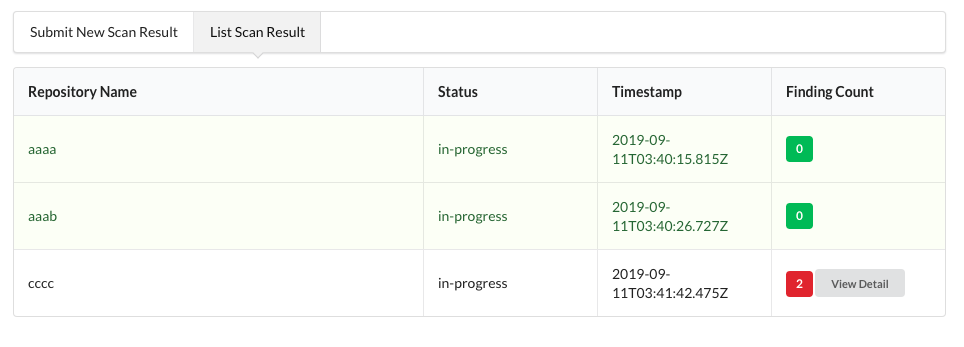 Submit New Scan Result List Scan Result
Repository Name Status Timestamp Finding Count
aaaa in-progress 2019-09-
11T03:40:15.815Z 0
aaab in-progress 2019-09-
11T03:40:26.727Z 0
cccc in-progress 2019-09-
11T03:41:42.475Z 2 View Detail